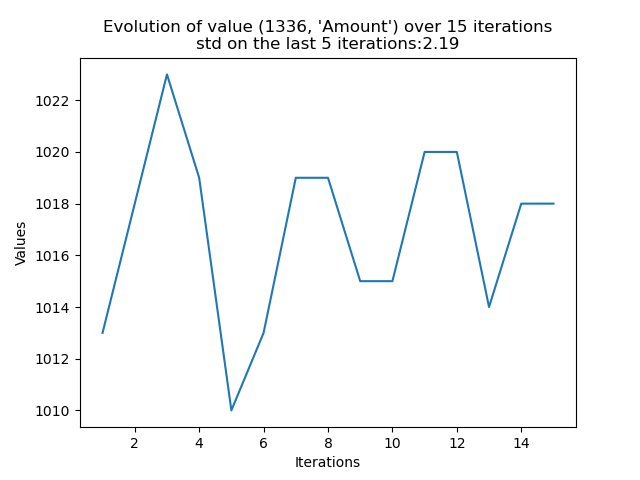 Evolution of value (1336, 'Amount') over 15 iterations
std on the last 5 iterations:2.19
1022
1020
1018
1016
1014
1012
1010
Values
2 4 6 8 10 12 14
Iterations